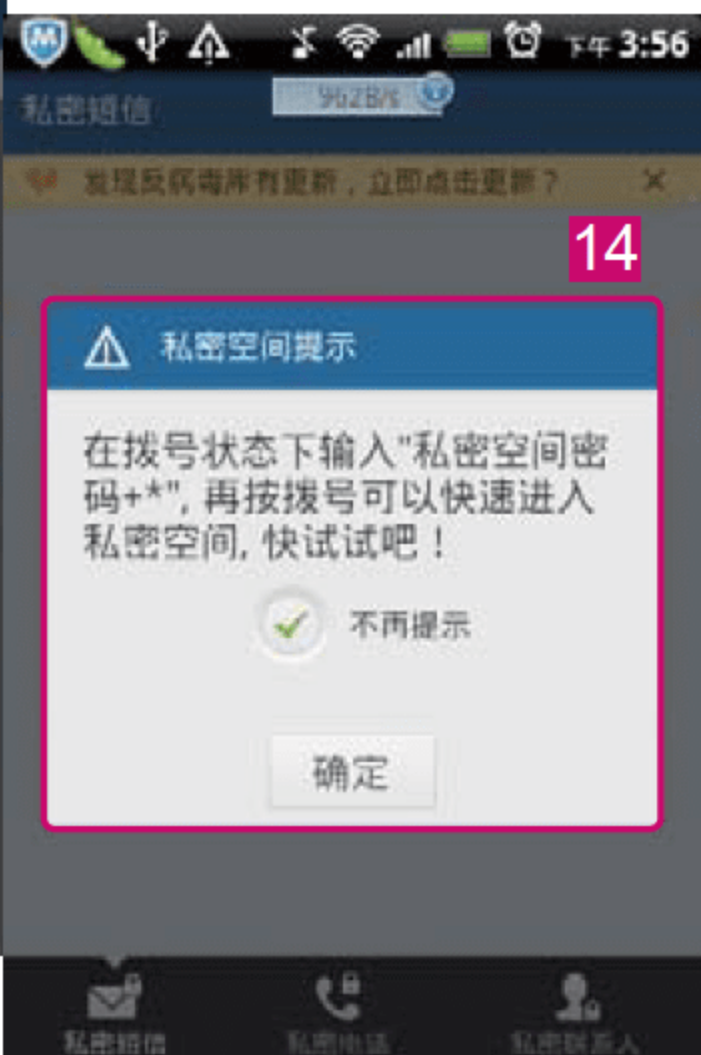 下午 3:56
私密短信
962B/s
发现反病毒库有更新，立即点击更新？
14
私密空间提示
在拨号状态下输入"私密空间密
码+*", 再按拨号可以快速进入
私密空间, 快试试吧！
不再提示
确定
私密短信 私密电话 私密联系人